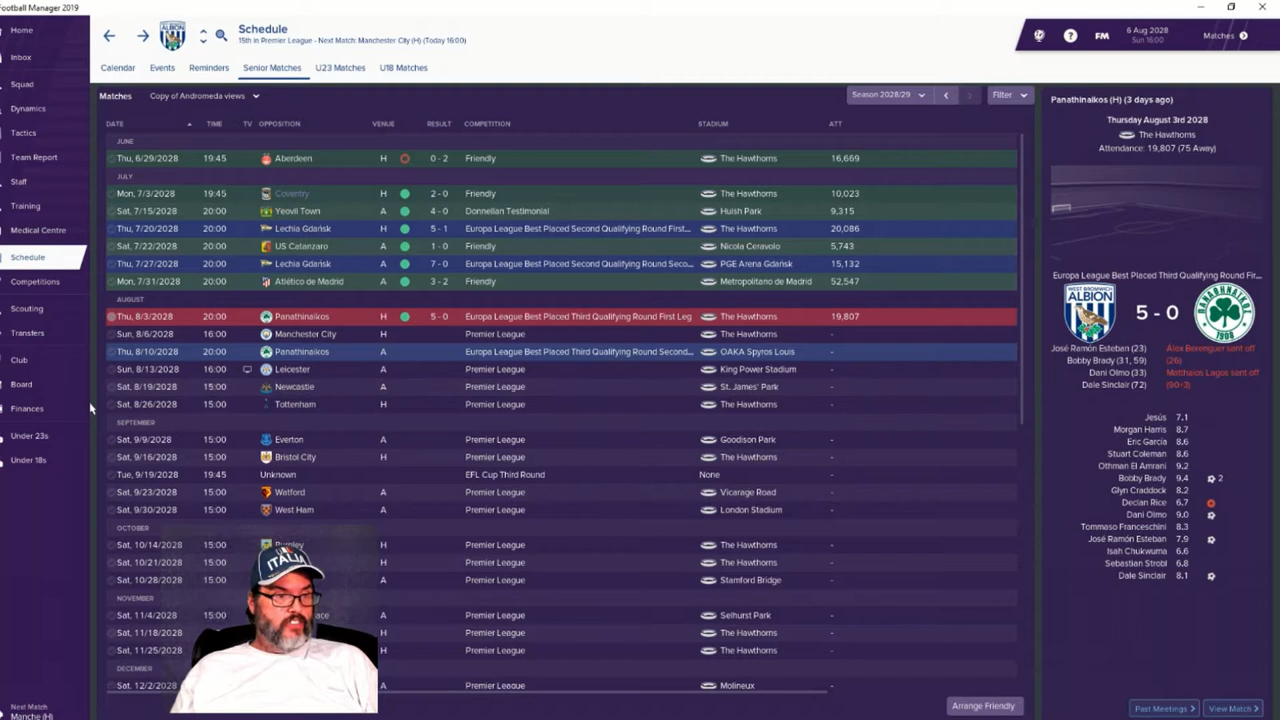 Football Manager 2019
Home
Inbox
Squad
Dynamics
Tactics
Team Report
Staff
Training
Medical Centre
Schedule
Competitions
Scouting
Transfers
Club
Board
Finances
Under 23s
Under 18s
Next Match
Manche (H)
Schedule
15th in Premier League - Next Match: Manchester City (H) (Today 16:00)
FM
6 Aug 2028
Sun 16:00
Matches
Calendar Events Reminders Senior Matches U23 Matches U18 Matches
Matches Copy of Andromeda views Season 2028/29 Filter
DATE TIME TV OPPOSITION VENUE RESULT COMPETITION STADIUM ATT
JUNE
Thu, 6/29/2028 19:45 Aberdeen H 0 - 2 Friendly The Hawthorns 16,669
JULY
Mon, 7/3/2028 19:45 Coventry H 2 - 0 Friendly The Hawthorns 10,023
Sat, 7/15/2028 20:00 Yeovil Town A 4 - 0 Donnellan Testimonial Huish Park 9,315
Thu, 7/20/2028 20:00 Lechia Gdańsk H 5 - 1 Europa League Best Placed Second Qualifying Round First... The Hawthorns 20,086
Sat, 7/22/2028 20:00 US Catanzaro A 1 - 0 Friendly Nicola Ceravolo 5,743
Thu, 7/27/2028 20:00 Lechia Gdańsk A 7 - 0 Europa League Best Placed Second Qualifying Round Seco... PGE Arena Gdańsk 15,132
Mon, 7/31/2028 20:00 Atlético de Madrid A 3 - 2 Friendly Metropolitano de Madrid 52,547
AUGUST
Thu, 8/3/2028 20:00 Panathinaikos H 5 - 0 Europa League Best Placed Third Qualifying Round First Leg The Hawthorns 19,807
Sun, 8/6/2028 16:00 Manchester City H Premier League The Hawthorns -
Thu, 8/10/2028 20:00 Panathinaikos A Europa League Best Placed Third Qualifying Round Second... OAKA Spyros Louis -
Sun, 8/13/2028 16:00 Leicester A Premier League King Power Stadium -
Sat, 8/19/2028 15:00 Newcastle A Premier League St. James' Park -
Sat, 8/26/2028 15:00 Tottenham H Premier League The Hawthorns -
SEPTEMBER
Sat, 9/9/2028 15:00 Everton A Premier League Goodison Park -
Sat, 9/16/2028 15:00 Bristol City H Premier League The Hawthorns -
Tue, 9/19/2028 19:45 Unknown EFL Cup Third Round None -
Sat, 9/23/2028 15:00 Watford A Premier League Vicarage Road -
Sat, 9/30/2028 15:00 West Ham A Premier League London Stadium -
OCTOBER
Sat, 10/14/2028 15:00 Burnley H Premier League The Hawthorns -
Sat, 10/21/2028 15:00 H Premier League The Hawthorns -
Sat, 10/28/2028 15:00 A Premier League Stamford Bridge -
NOVEMBER
Sat, 11/4/2028 15:00 ace A Premier League Selhurst Park -
Sat, 11/18/2028 H Premier League The Hawthorns -
Sat, 11/25/2028 H Premier League The Hawthorns -
DECEMBER
Sat, 12/2/2028 A Premier League Molineux -
Arrange Friendly
ITALIA
Panathinaikos (H) (3 days ago)
Thursday August 3rd 2028
The Hawthorns
Attendance: 19,807 (75 Away)
Europa League Best Placed Third Qualifying Round Fir...
WEST BROMWICH
ALBION
5 - 0
1908
José Ramón Esteban (23)
Bobby Brady (31, 59)
Dani Olmo (33)
Dale Sinclair (72)
Álex Berenguer sent off
(26)
Matthaios Lagos sent off
(90+3)
Jesús 7.1
Morgan Harris 8.7
Eric García 8.6
Stuart Coleman 8.6
Othman El Amrani 9.2
Bobby Brady 9.4 2
Glyn Craddock 8.2
Declan Rice 6.7
Dani Olmo 9.0
Tommaso Franceschini 8.3
José Ramón Esteban 7.9
Isah Chukwuma 6.6
Sebastian Strobl 6.8
Dale Sinclair 8.1
Past Meetings View Match